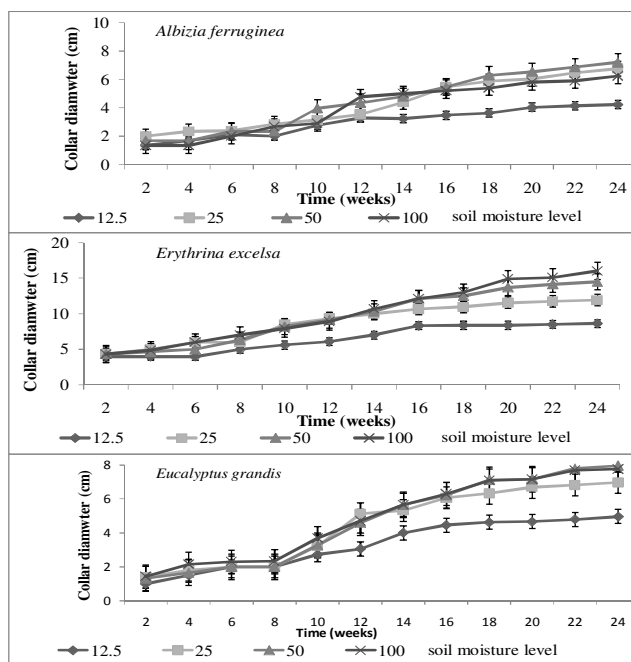 Albizia ferruginea
Collar diamwter (cm)
10
8
6
4
2
0
2 4 6 8 10 12 14 16 18 20 22 24
Time (weeks)
12.5 25 50 100 soil moisture level
Erythrina excelsa
Collar diamwter (cm)
20
15
10
5
0
2 4 6 8 10 12 14 16 18 20 22 24
Time (weeks)
12.5 25 50 100 soil moisture level
Eucalyptus grandis
Collar diamwter (cm)
8
6
4
2
0
2 4 6 8 10 12 14 16 18 20 22 24
Time (weeks)
12.5 25 50 100 soil moisture level